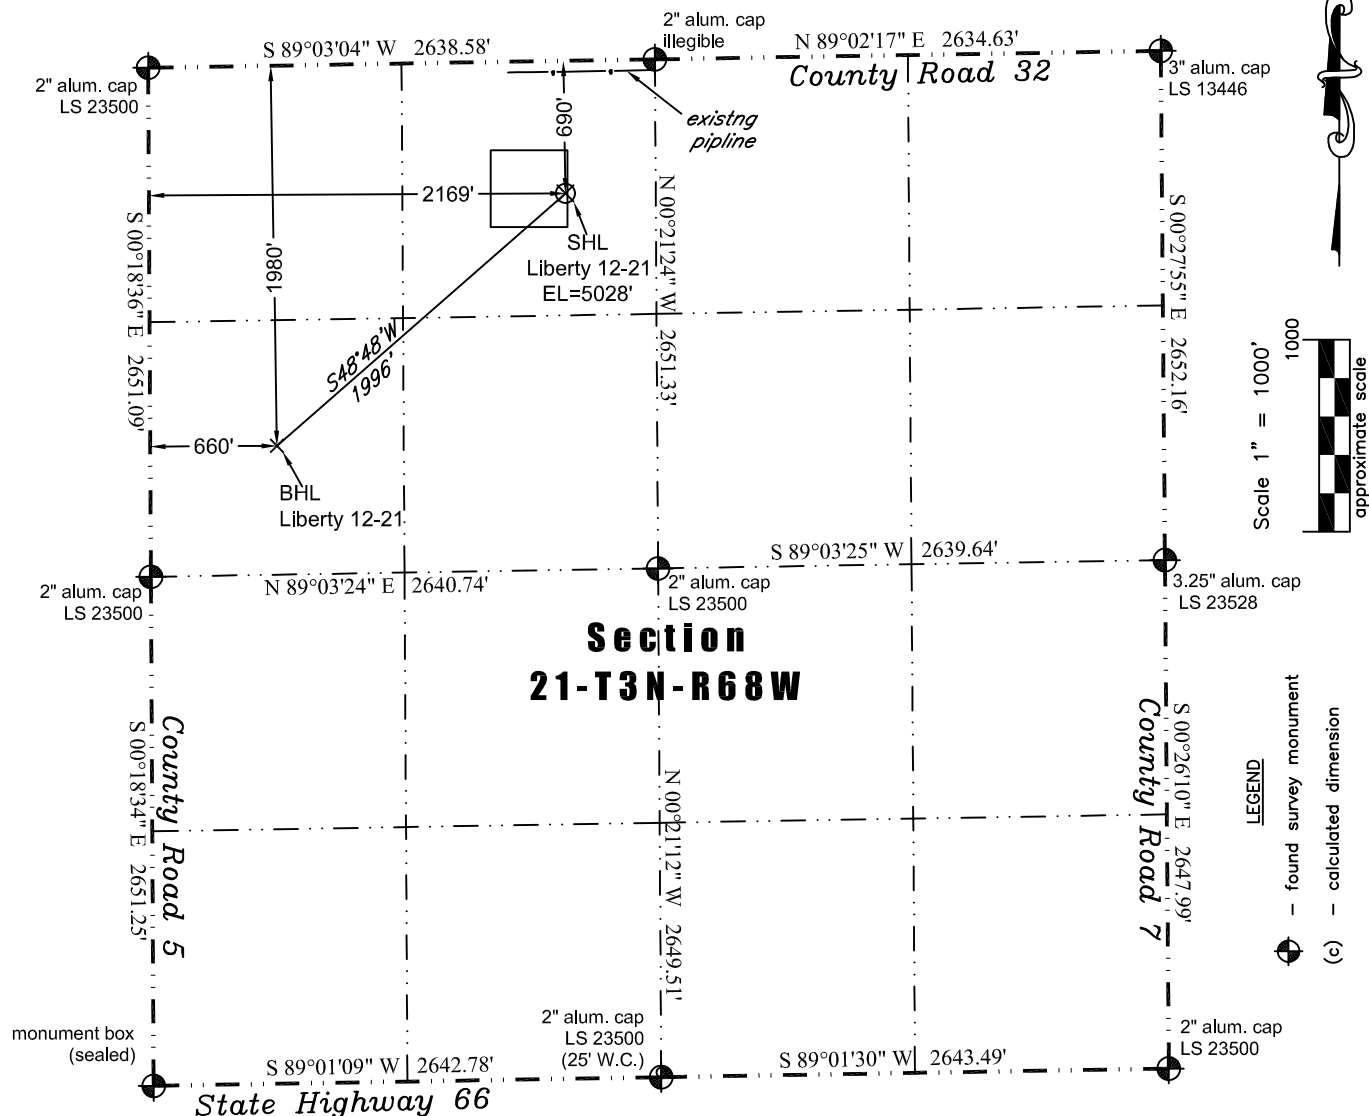 2" alum. cap
illegible
S 89°03'04" W 2638.58'
N 89°02'17" E 2634.63'
County Road 32
2" alum. cap
LS 23500
3" alum. cap
LS 13446
existng
pipline
690'
2169'
1980'
SHL
Liberty 12-21
EL=5028'
S 00°18'36" E 2651.09'
N 00°21'24" W 2651.33'
S 00°27'55" E 2652.16'
S48°48'W
1996'
660'
BHL
Liberty 12-21
Scale 1" = 1000'
1000
approximate scale
N 89°03'24" E 2640.74'
S 89°03'25" W 2639.64'
2" alum. cap
LS 23500
2" alum. cap
LS 23500
3.25" alum. cap
LS 23528
Section
21-T3N-R68W
County Road 5
S 00°18'34" E 2651.25'
N 00°21'12" W 2649.51'
County Road 7
S 00°26'10" E 2647.99'
LEGEND
- found survey monument
(c) - calculated dimension
monument box
(sealed)
2" alum. cap
LS 23500
(25' W.C.)
2" alum. cap
LS 23500
S 89°01'09" W 2642.78'
S 89°01'30" W 2643.49'
State Highway 66